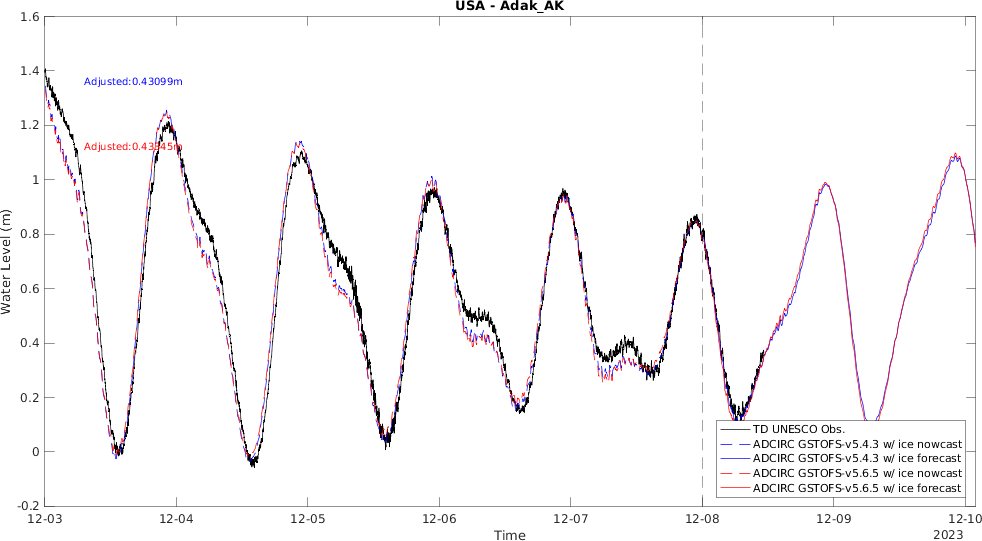 USA - Adak_AK
1.6
1.4
1.2
1
0.8
0.6
0.4
0.2
0
-0.2
Water Level (m)
Adjusted:0.43099m
TD UNESCO Obs.
ADCIRC GSTOFS-v5.4.3 w/ ice nowcast
ADCIRC GSTOFS-v5.4.3 w/ ice forecast
ADCIRC GSTOFS-v5.6.5 w/ ice nowcast
ADCIRC GSTOFS-v5.6.5 w/ ice forecast
12-03
12-04
12-05
12-06
12-07
12-08
12-09
12-10
Time
2023